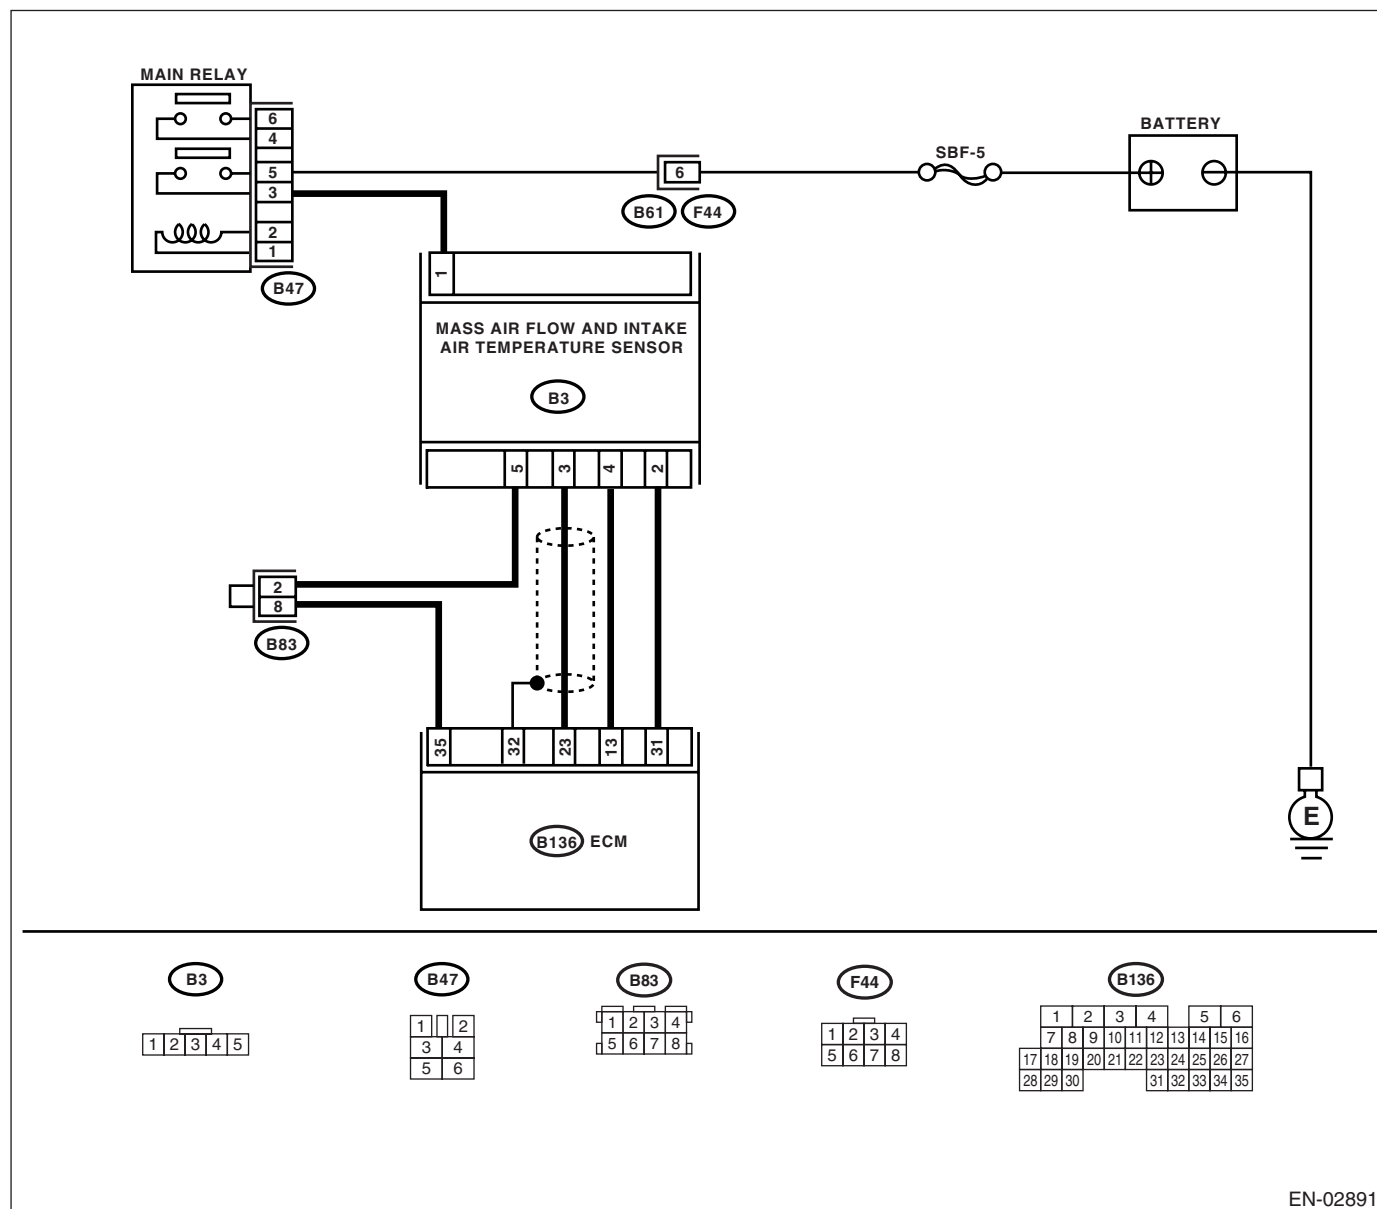 MAIN RELAY
6
4
5
3
2
1
B47
6
B61 F44
SBF-5
BATTERY
1
MASS AIR FLOW AND INTAKE
AIR TEMPERATURE SENSOR
B3
5 3 4 2
2
8
B83
35 32 23 13 31
B136 ECM
E
B3
1 2 3 4 5
B47
1 2
3 4
5 6
B83
1 2 3 4
5 6 7 8
F44
1 2 3 4
5 6 7 8
B136
1 2 3 4 5 6
7 8 9 10 11 12 13 14 15 16
17 18 19 20 21 22 23 24 25 26 27
28 29 30 31 32 33 34 35
EN-02891